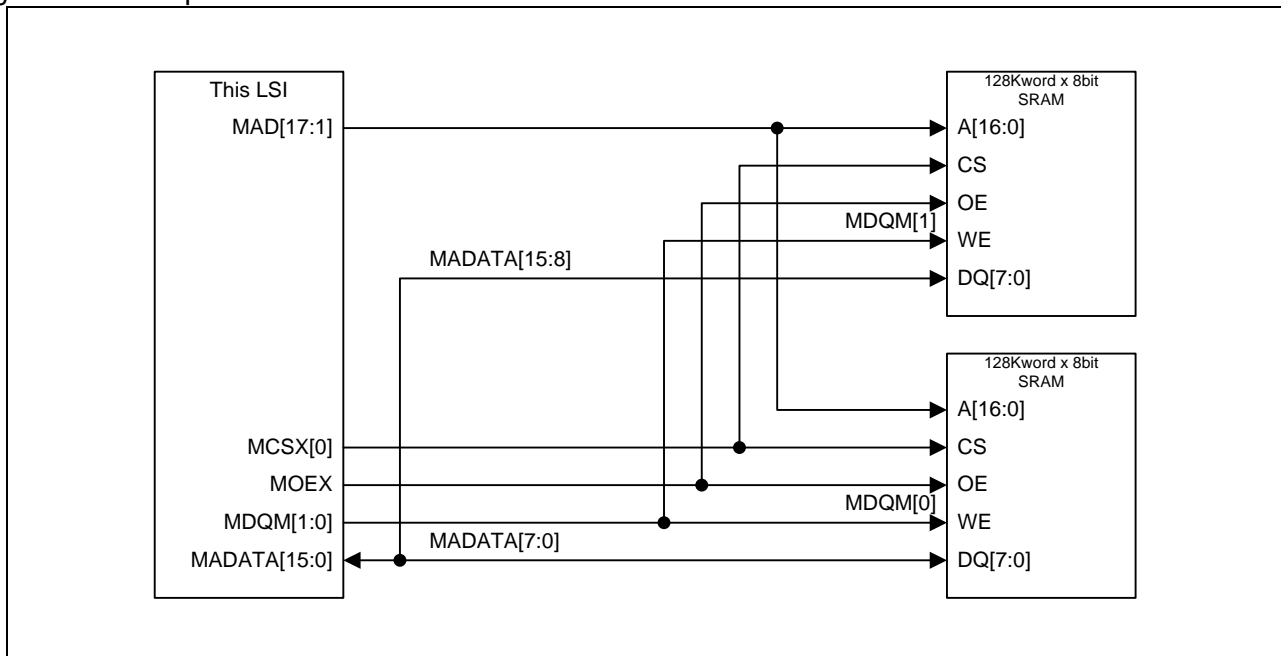 This LSI
MAD[17:1]
MCSX[0]
MOEX
MDQM[1:0]
MADATA[15:0]
MADATA[15:8]
MADATA[7:0]
MDQM[1]
MDQM[0]
128Kword x 8bit
SRAM
A[16:0]
CS
OE
WE
DQ[7:0]
128Kword x 8bit
SRAM
A[16:0]
CS
OE
WE
DQ[7:0]